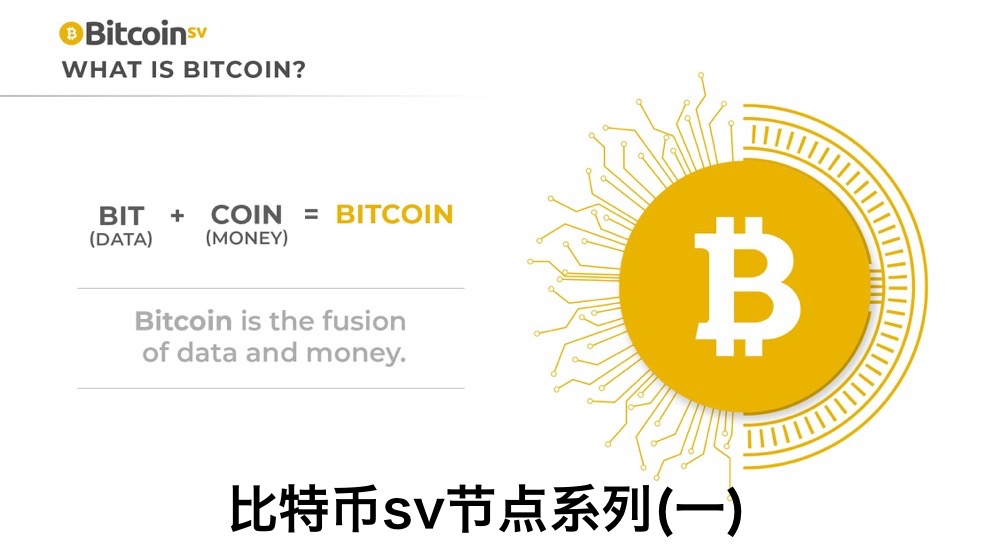 BitcoinSV
WHAT IS BITCOIN?
BIT + COIN = BITCOIN
(DATA) (MONEY)
Bitcoin is the fusion
of data and money.
比特币sv节点系列(一)